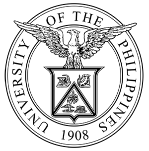 UNIVERSITY OF THE PHILIPPINES
1908